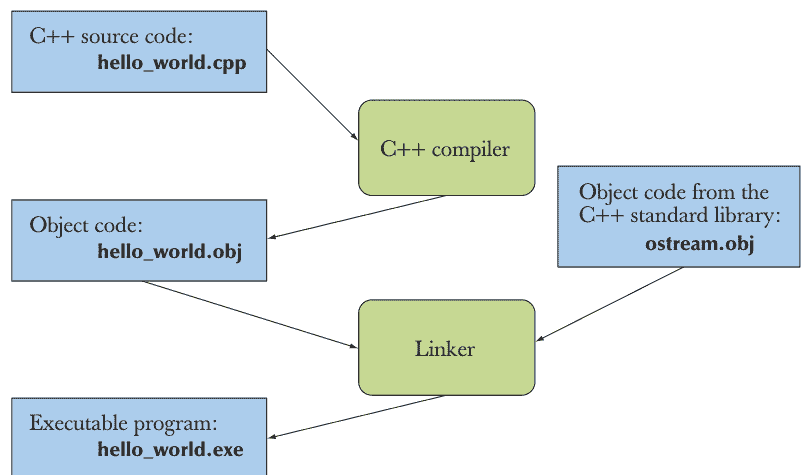 C++ source code:
hello_world.cpp
C++ compiler
Object code:
hello_world.obj
Object code from the
C++ standard library:
ostream.obj
Linker
Executable program:
hello_world.exe